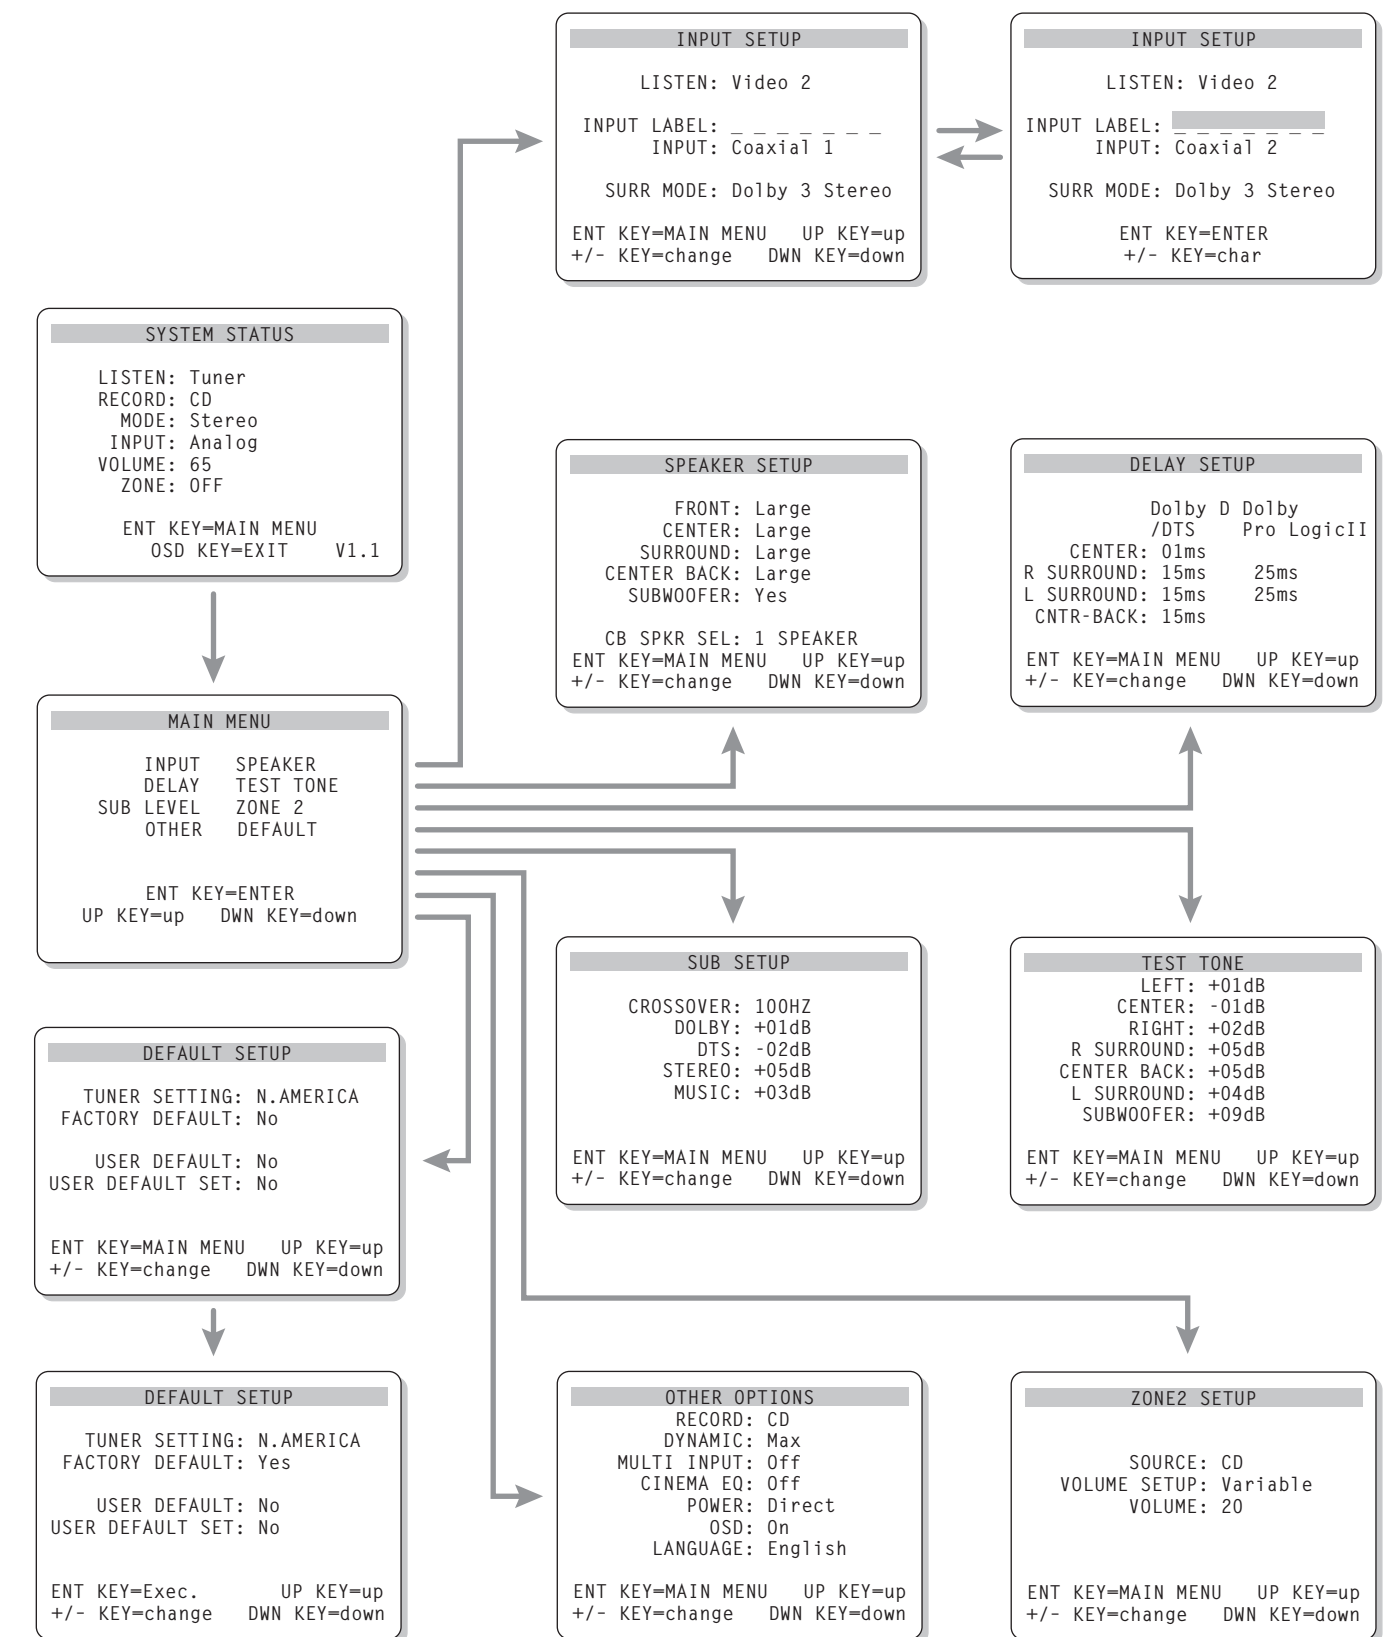 INPUT SETUP
LISTEN: Video 2
INPUT LABEL: _ _ _ _ _ _ _
INPUT: Coaxial 1
SURR MODE: Dolby 3 Stereo
ENT KEY=MAIN MENU UP KEY=up
+/- KEY=change DWN KEY=down
INPUT SETUP
LISTEN: Video 2
INPUT LABEL: _ _ _ _ _ _ _
INPUT: Coaxial 2
SURR MODE: Dolby 3 Stereo
ENT KEY=ENTER
+/- KEY=char
SYSTEM STATUS
LISTEN: Tuner
RECORD: CD
MODE: Stereo
INPUT: Analog
VOLUME: 65
ZONE: OFF
ENT KEY=MAIN MENU
OSD KEY=EXIT V1.1
SPEAKER SETUP
FRONT: Large
CENTER: Large
SURROUND: Large
CENTER BACK: Large
SUBWOOFER: Yes
CB SPKR SEL: 1 SPEAKER
ENT KEY=MAIN MENU UP KEY=up
+/- KEY=change DWN KEY=down
DELAY SETUP
Dolby D Dolby
/DTS Pro LogicII
CENTER: 01ms
R SURROUND: 15ms 25ms
L SURROUND: 15ms 25ms
CNTR-BACK: 15ms
ENT KEY=MAIN MENU UP KEY=up
+/- KEY=change DWN KEY=down
MAIN MENU
INPUT SPEAKER
DELAY TEST TONE
SUB LEVEL ZONE 2
OTHER DEFAULT
ENT KEY=ENTER
UP KEY=up DWN KEY=down
SUB SETUP
CROSSOVER: 100HZ
DOLBY: +01dB
DTS: -02dB
STEREO: +05dB
MUSIC: +03dB
ENT KEY=MAIN MENU UP KEY=up
+/- KEY=change DWN KEY=down
TEST TONE
LEFT: +01dB
CENTER: -01dB
RIGHT: +02dB
R SURROUND: +05dB
CENTER BACK: +05dB
L SURROUND: +04dB
SUBWOOFER: +09dB
ENT KEY=MAIN MENU UP KEY=up
+/- KEY=change DWN KEY=down
DEFAULT SETUP
TUNER SETTING: N.AMERICA
FACTORY DEFAULT: No
USER DEFAULT: No
USER DEFAULT SET: No
ENT KEY=MAIN MENU UP KEY=up
+/- KEY=change DWN KEY=down
DEFAULT SETUP
TUNER SETTING: N.AMERICA
FACTORY DEFAULT: Yes
USER DEFAULT: No
USER DEFAULT SET: No
ENT KEY=Exec. UP KEY=up
+/- KEY=change DWN KEY=down
OTHER OPTIONS
RECORD: CD
DYNAMIC: Max
MULTI INPUT: Off
CINEMA EQ: Off
POWER: Direct
OSD: On
LANGUAGE: English
ENT KEY=MAIN MENU UP KEY=up
+/- KEY=change DWN KEY=down
ZONE2 SETUP
SOURCE: CD
VOLUME SETUP: Variable
VOLUME: 20
ENT KEY=MAIN MENU UP KEY=up
+/- KEY=change DWN KEY=down